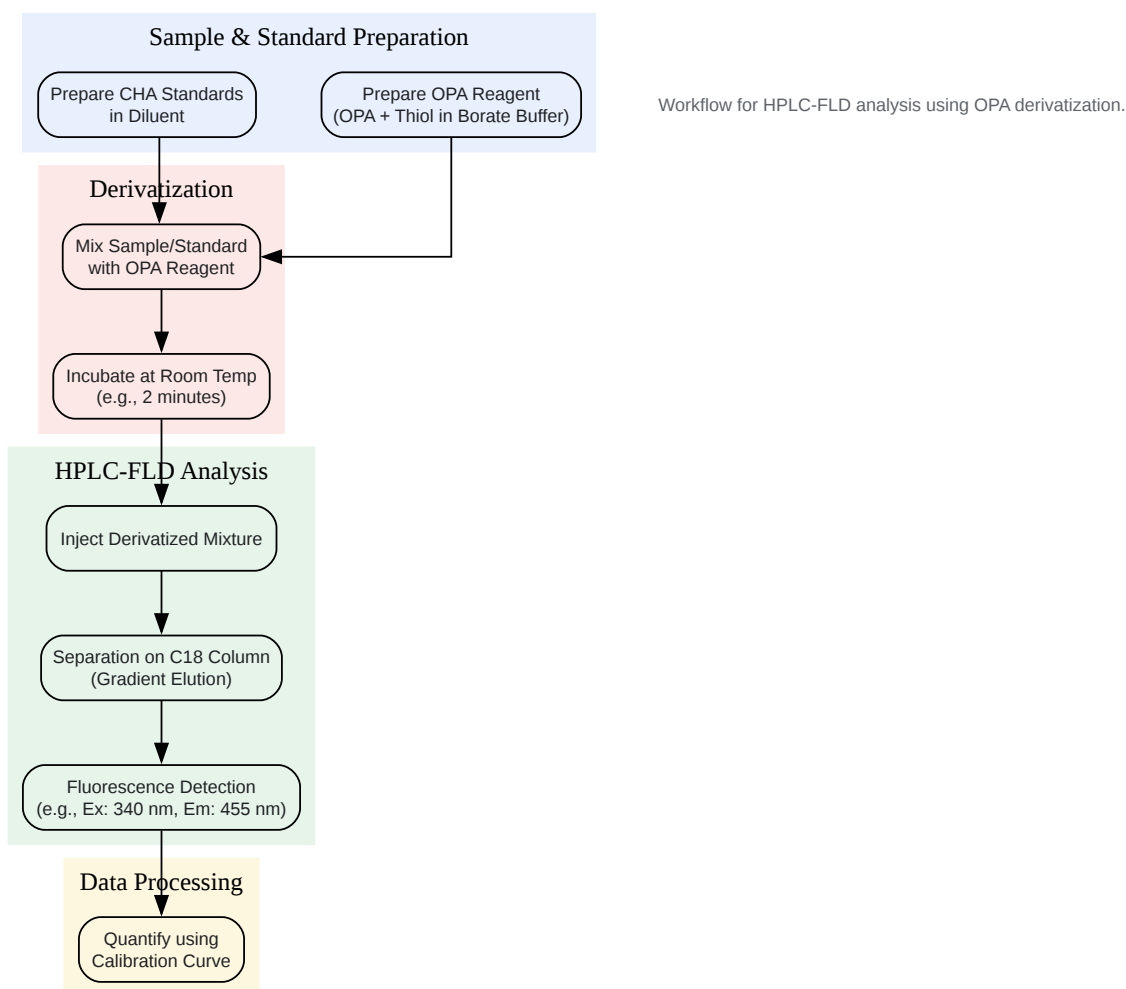 Sample & Standard Preparation
Prepare CHA Standards
in Diluent
Prepare OPA Reagent
(OPA + Thiol in Borate Buffer)
Workflow for HPLC-FLD analysis using OPA derivatization.
Derivatization
Mix Sample/Standard
with OPA Reagent
Incubate at Room Temp
(e.g., 2 minutes)
HPLC-FLD Analysis
Inject Derivatized Mixture
Separation on C18 Column
(Gradient Elution)
Fluorescence Detection
(e.g., Ex: 340 nm, Em: 455 nm)
Data Processing
Quantify using
Calibration Curve